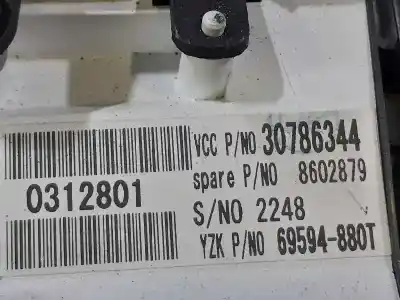 VCC P/NO 30786344
spare P/NO 8602879
0312801
S/NO 2248
YZK P/NO 69594-880T